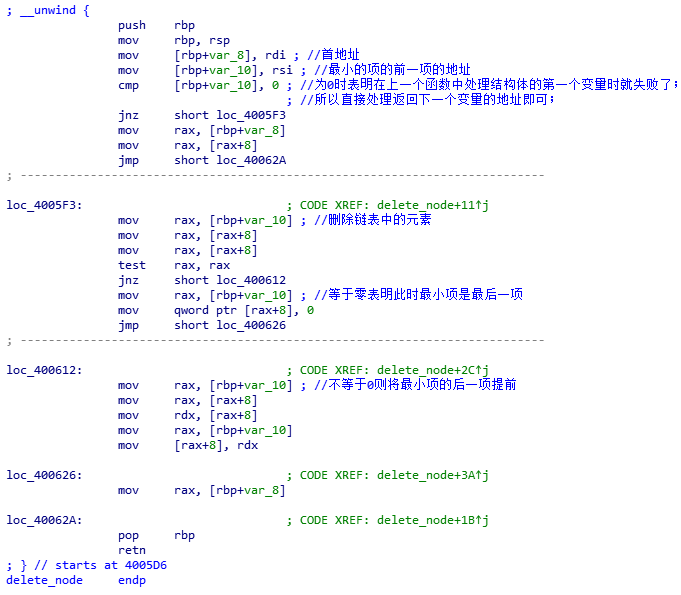 ; __unwind {
push rbp
mov rbp, rsp
mov [rbp+var_8], rdi ; //首地址
mov [rbp+var_10], rsi ; //最小的项的前一项的地址
cmp [rbp+var_10], 0 ; //为0时表明在上一个函数中处理结构体的第一个变量时就失败了；
; //所以直接处理返回下一个变量的地址即可；
jnz short loc_4005F3
mov rax, [rbp+var_8]
mov rax, [rax+8]
jmp short loc_40062A
; ---------------------------------------------------------------------------
loc_4005F3: ; CODE XREF: delete_node+11↑j
mov rax, [rbp+var_10] ; //删除链表中的元素
mov rax, [rax+8]
mov rax, [rax+8]
test rax, rax
jnz short loc_400612
mov rax, [rbp+var_10] ; //等于零表明此时最小项是最后一项
mov qword ptr [rax+8], 0
jmp short loc_400626
; ---------------------------------------------------------------------------
loc_400612: ; CODE XREF: delete_node+2C↑j
mov rax, [rbp+var_10] ; //不等于0则将最小项的后一项提前
mov rax, [rax+8]
mov rdx, [rax+8]
mov rax, [rbp+var_10]
mov [rax+8], rdx
loc_400626: ; CODE XREF: delete_node+3A↑j
mov rax, [rbp+var_8]
loc_40062A: ; CODE XREF: delete_node+1B↑j
pop rbp
retn
; } // starts at 4005D6
delete_node endp